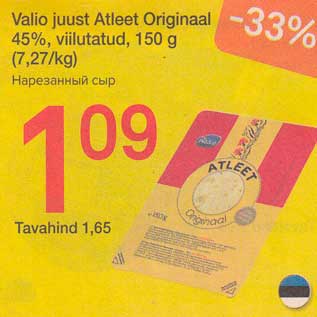 Valio juust Atleet Originaal
45%, viilutatud, 150 g
(7,27/kg)
Нарезанный сыр
-33%
1 09
Tavahind 1,65
Valio
ATLEET
Originaal